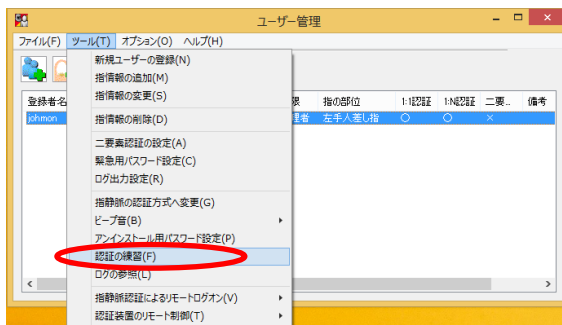 ユーザー管理
ファイル(F) ツール(T) オプション(O) ヘルプ(H)
新規ユーザーの登録(N)
指情報の追加(M)
指情報の変更(S)
登録者名 限 指の部位 1:1認証 1:N認証 二要... 備考
johmon 理者 左手人差し指 ○ ○ ×
指情報の削除(D)
二要素認証の設定(A)
緊急用パスワード設定(C)
ログ出力設定(R)
指静脈の認証方式へ変更(G)
ビープ音(B)
アンインストール用パスワード設定(P)
認証の練習(F)
ログの参照(L)
指静脈認証によるリモートログオン(V)
認証装置のリモート制御(T)